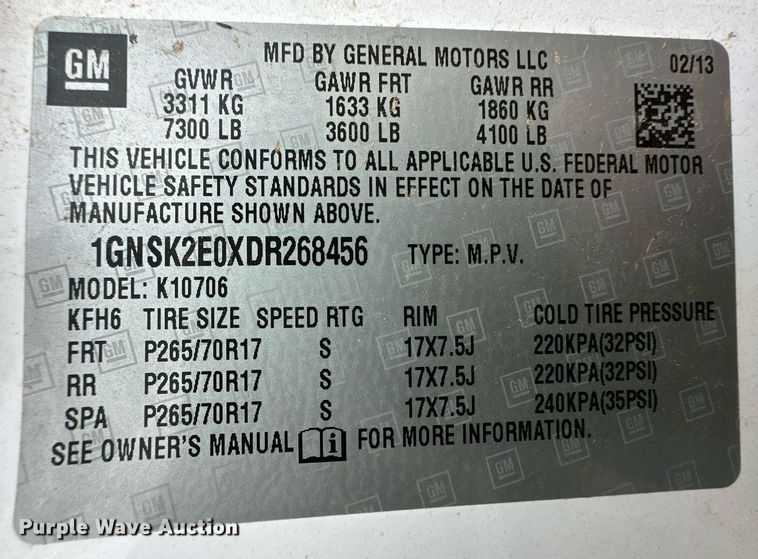 GM
MFD BY GENERAL MOTORS LLC 02/13
GVWR GAWR FRT GAWR RR
3311 KG 1633 KG 1860 KG
7300 LB 3600 LB 4100 LB
THIS VEHICLE CONFORMS TO ALL APPLICABLE U.S. FEDERAL MOTOR
VEHICLE SAFETY STANDARDS IN EFFECT ON THE DATE OF
MANUFACTURE SHOWN ABOVE.
1GNSK2E0XDR268456 TYPE: M.P.V.
MODEL: K10706
KFH6 TIRE SIZE SPEED RTG RIM COLD TIRE PRESSURE
FRT P265/70R17 S 17X7.5J 220KPA(32PSI)
RR P265/70R17 S 17X7.5J 220KPA(32PSI)
SPA P265/70R17 S 17X7.5J 240KPA(35PSI)
SEE OWNER'S MANUAL i FOR MORE INFORMATION.
Purple Wave Auction